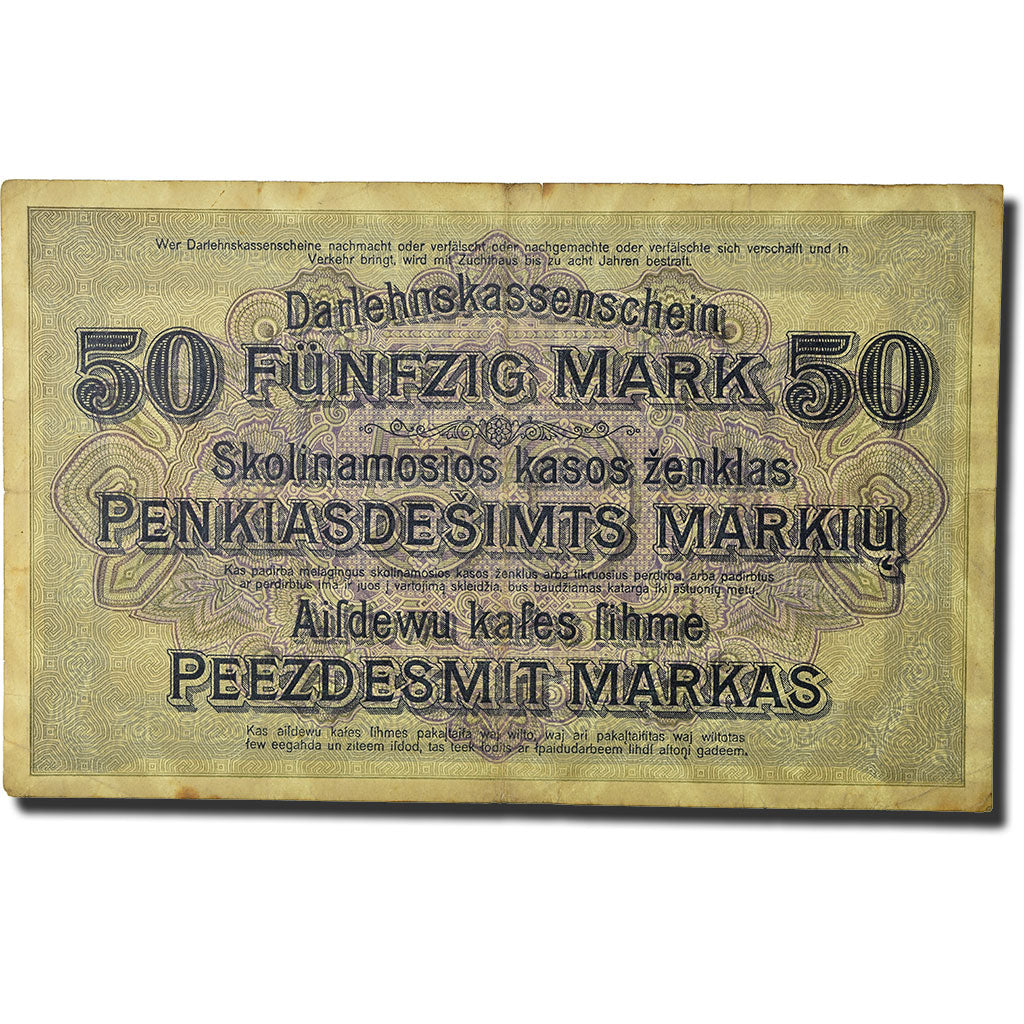 Wer Darlehnskassenscheine nachmacht oder verfälscht oder nachgemachte oder verfälschte sich verschafft und in
Verkehr bringt, wird mit Zuchthaus bis zu acht Jahren bestraft.
Darlehnskassenschein
50 FÜNFZIG MARK 50
Skolinamosios kasos ženklas
PENKIASDEŠIMTS MARKIŲ
Kas padirba melagingus skolinamosios kasos ženklus arba tikruosius perdirba, arba padirbtus
ar perdirbtus ima ir juos į vartojimą skleidžia, bus baudžiamas katarga iki aštuonių metų.
Aiſdewu kaſes ſihme
PEEZDESMIT MARKAS
Kas aiſdewu kaſes ſihmes pakaļtaiſa waj wilto, waj ari pakaļtaiſitas waj wiltotas
ſew eegahda un ziteem iſdod, tas teek ſodits ar ſpaidudarbeem lihdſ aſtoņi gadeem.